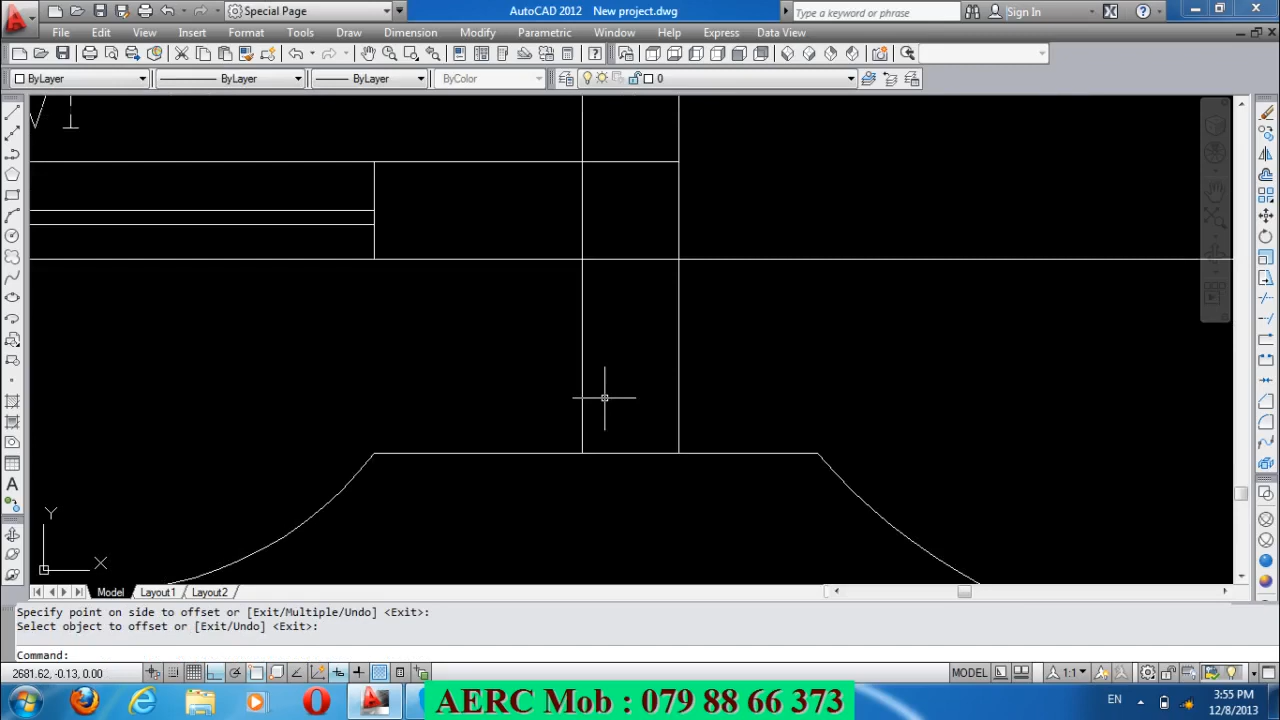 Special Page
AutoCAD 2012 New project.dwg
Type a keyword or phrase
Sign In
File Edit View Insert Format Tools Draw Dimension Modify Parametric Window Help Express Data View
ByLayer ByLayer ByLayer ByColor 0
Y
X
Model Layout1 Layout2
Specify point on side to offset or [Exit/Multiple/Undo] <Exit>:
Select object to offset or [Exit/Undo] <Exit>:
Command:
2681.62, -0.13, 0.00
MODEL
1:1
AERC Mob : 079 88 66 373
EN
3:55 PM
12/8/2013